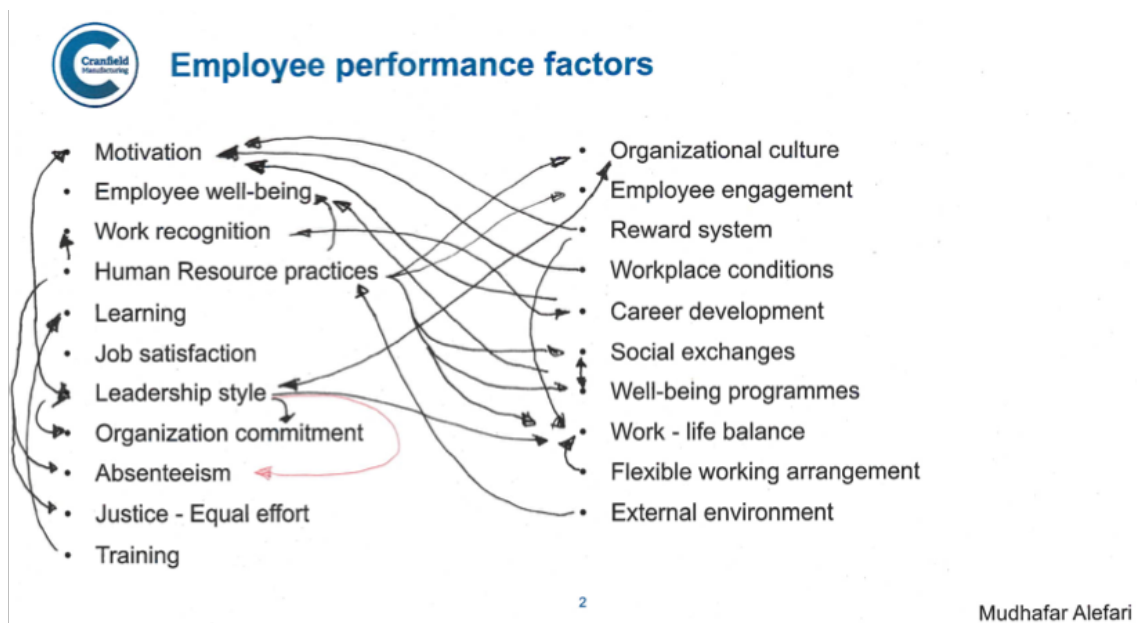 Cranfield
Manufacturing
Employee performance factors
• Motivation
• Employee well-being
• Work recognition
• Human Resource practices
• Learning
• Job satisfaction
• Leadership style
• Organization commitment
• Absenteeism
• Justice - Equal effort
• Training
• Organizational culture
• Employee engagement
• Reward system
• Workplace conditions
• Career development
• Social exchanges
• Well-being programmes
• Work - life balance
• Flexible working arrangement
• External environment
2
Mudhafar Alefari